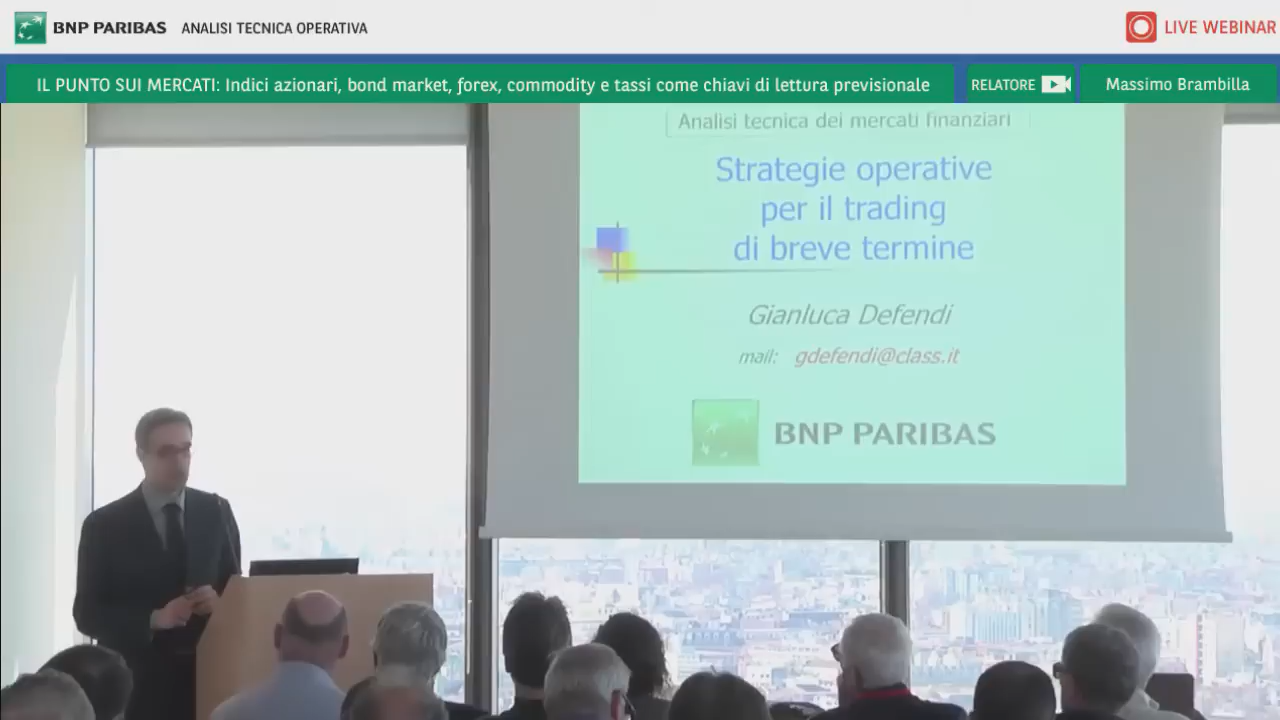 BNP PARIBAS ANALISI TECNICA OPERATIVA
LIVE WEBINAR
IL PUNTO SUI MERCATI: Indici azionari, bond market, forex, commodity e tassi come chiavi di lettura previsionale
RELATORE
Massimo Brambilla
Analisi tecnica dei mercati finanziari
Strategie operative
per il trading
di breve termine
Gianluca Defendi
mail: gdefendi@class.it
BNP PARIBAS